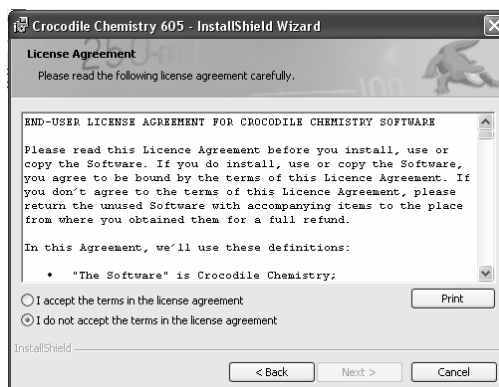 Crocodile Chemistry 605 - InstallShield Wizard
License Agreement
Please read the following license agreement carefully.
END-USER LICENSE AGREEMENT FOR CROCODILE CHEMISTRY SOFTWARE
Please read this Licence Agreement before you install, use or
copy the Software. If you do install, use or copy the Software,
you agree to be bound by the terms of this Licence Agreement. If
you don't agree to the terms of this Licence Agreement, please
return the unused Software with accompanying items to the place
from where you obtained them for a full refund.
In this Agreement, we'll use these definitions:
• "The Software" is Crocodile Chemistry;
I accept the terms in the license agreement
Print
I do not accept the terms in the license agreement
InstallShield
< Back
Next >
Cancel